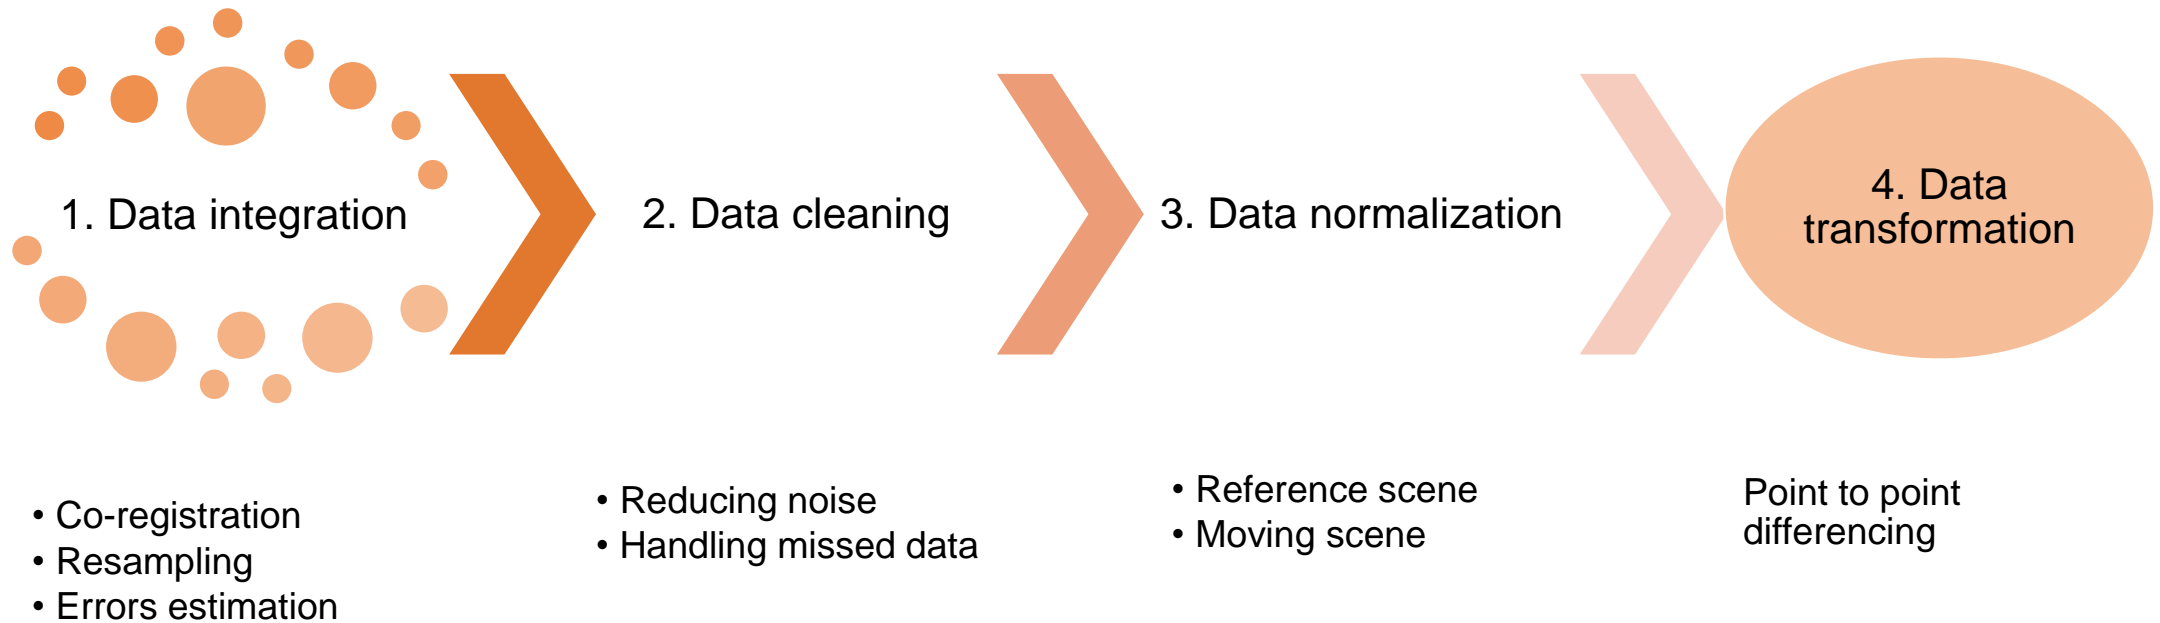 1. Data integration
2. Data cleaning
3. Data normalization
4. Data
transformation
• Co-registration
• Resampling
• Errors estimation
• Reducing noise
• Handling missed data
• Reference scene
• Moving scene
Point to point
differencing